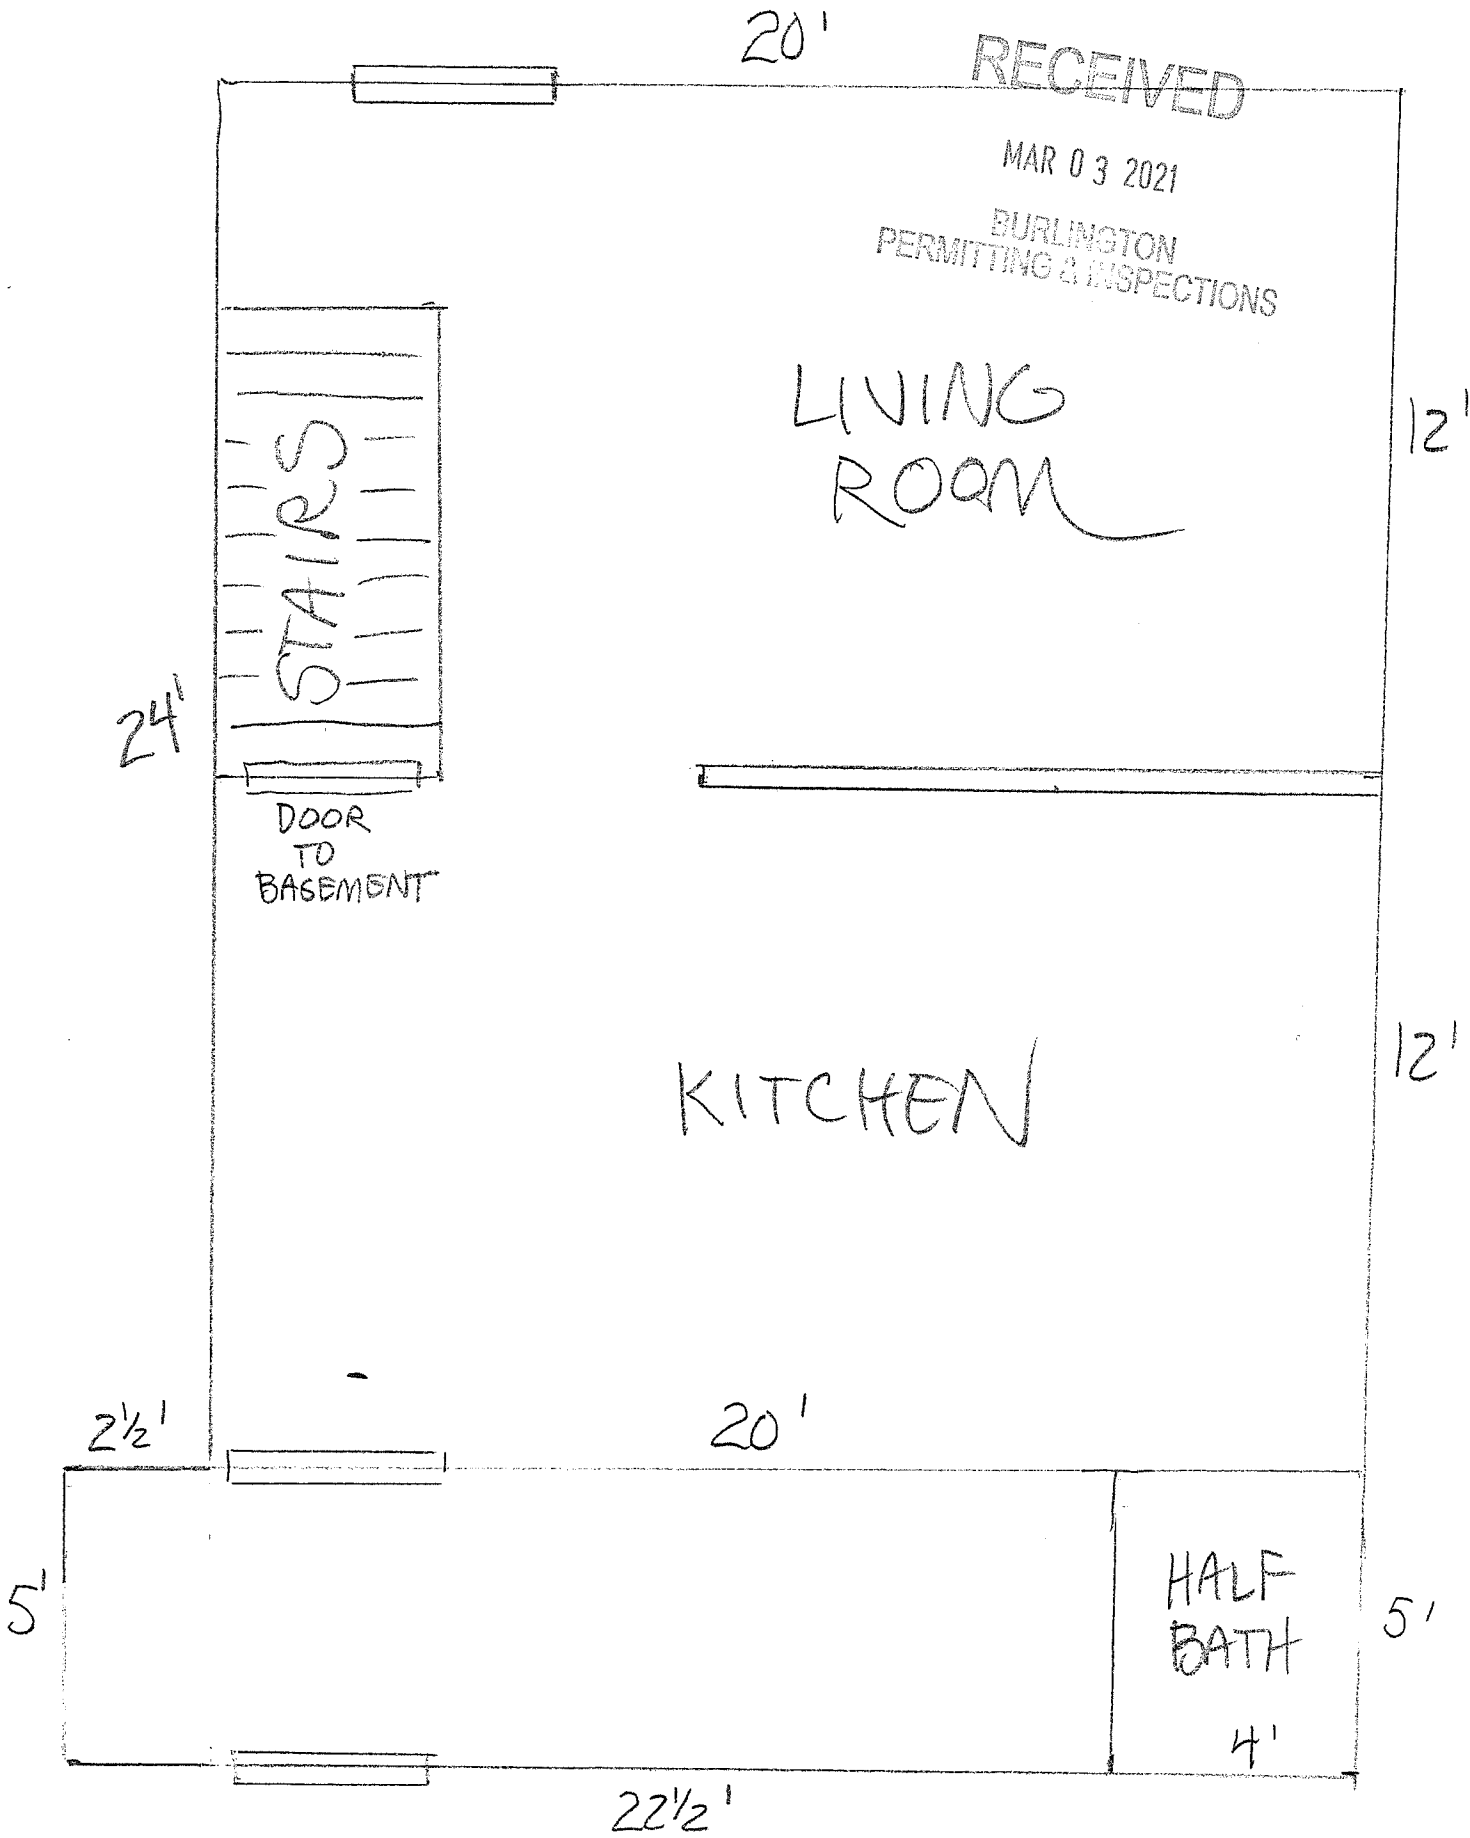 20'
RECEIVED
MAR 03 2021
BURLINGTON
PERMITTING & INSPECTIONS
LIVING
ROOM
12'
STAIRS
24'
DOOR
TO
BASEMENT
KITCHEN
12'
2½'
20'
5'
HALF
BATH
5'
4'
22½'